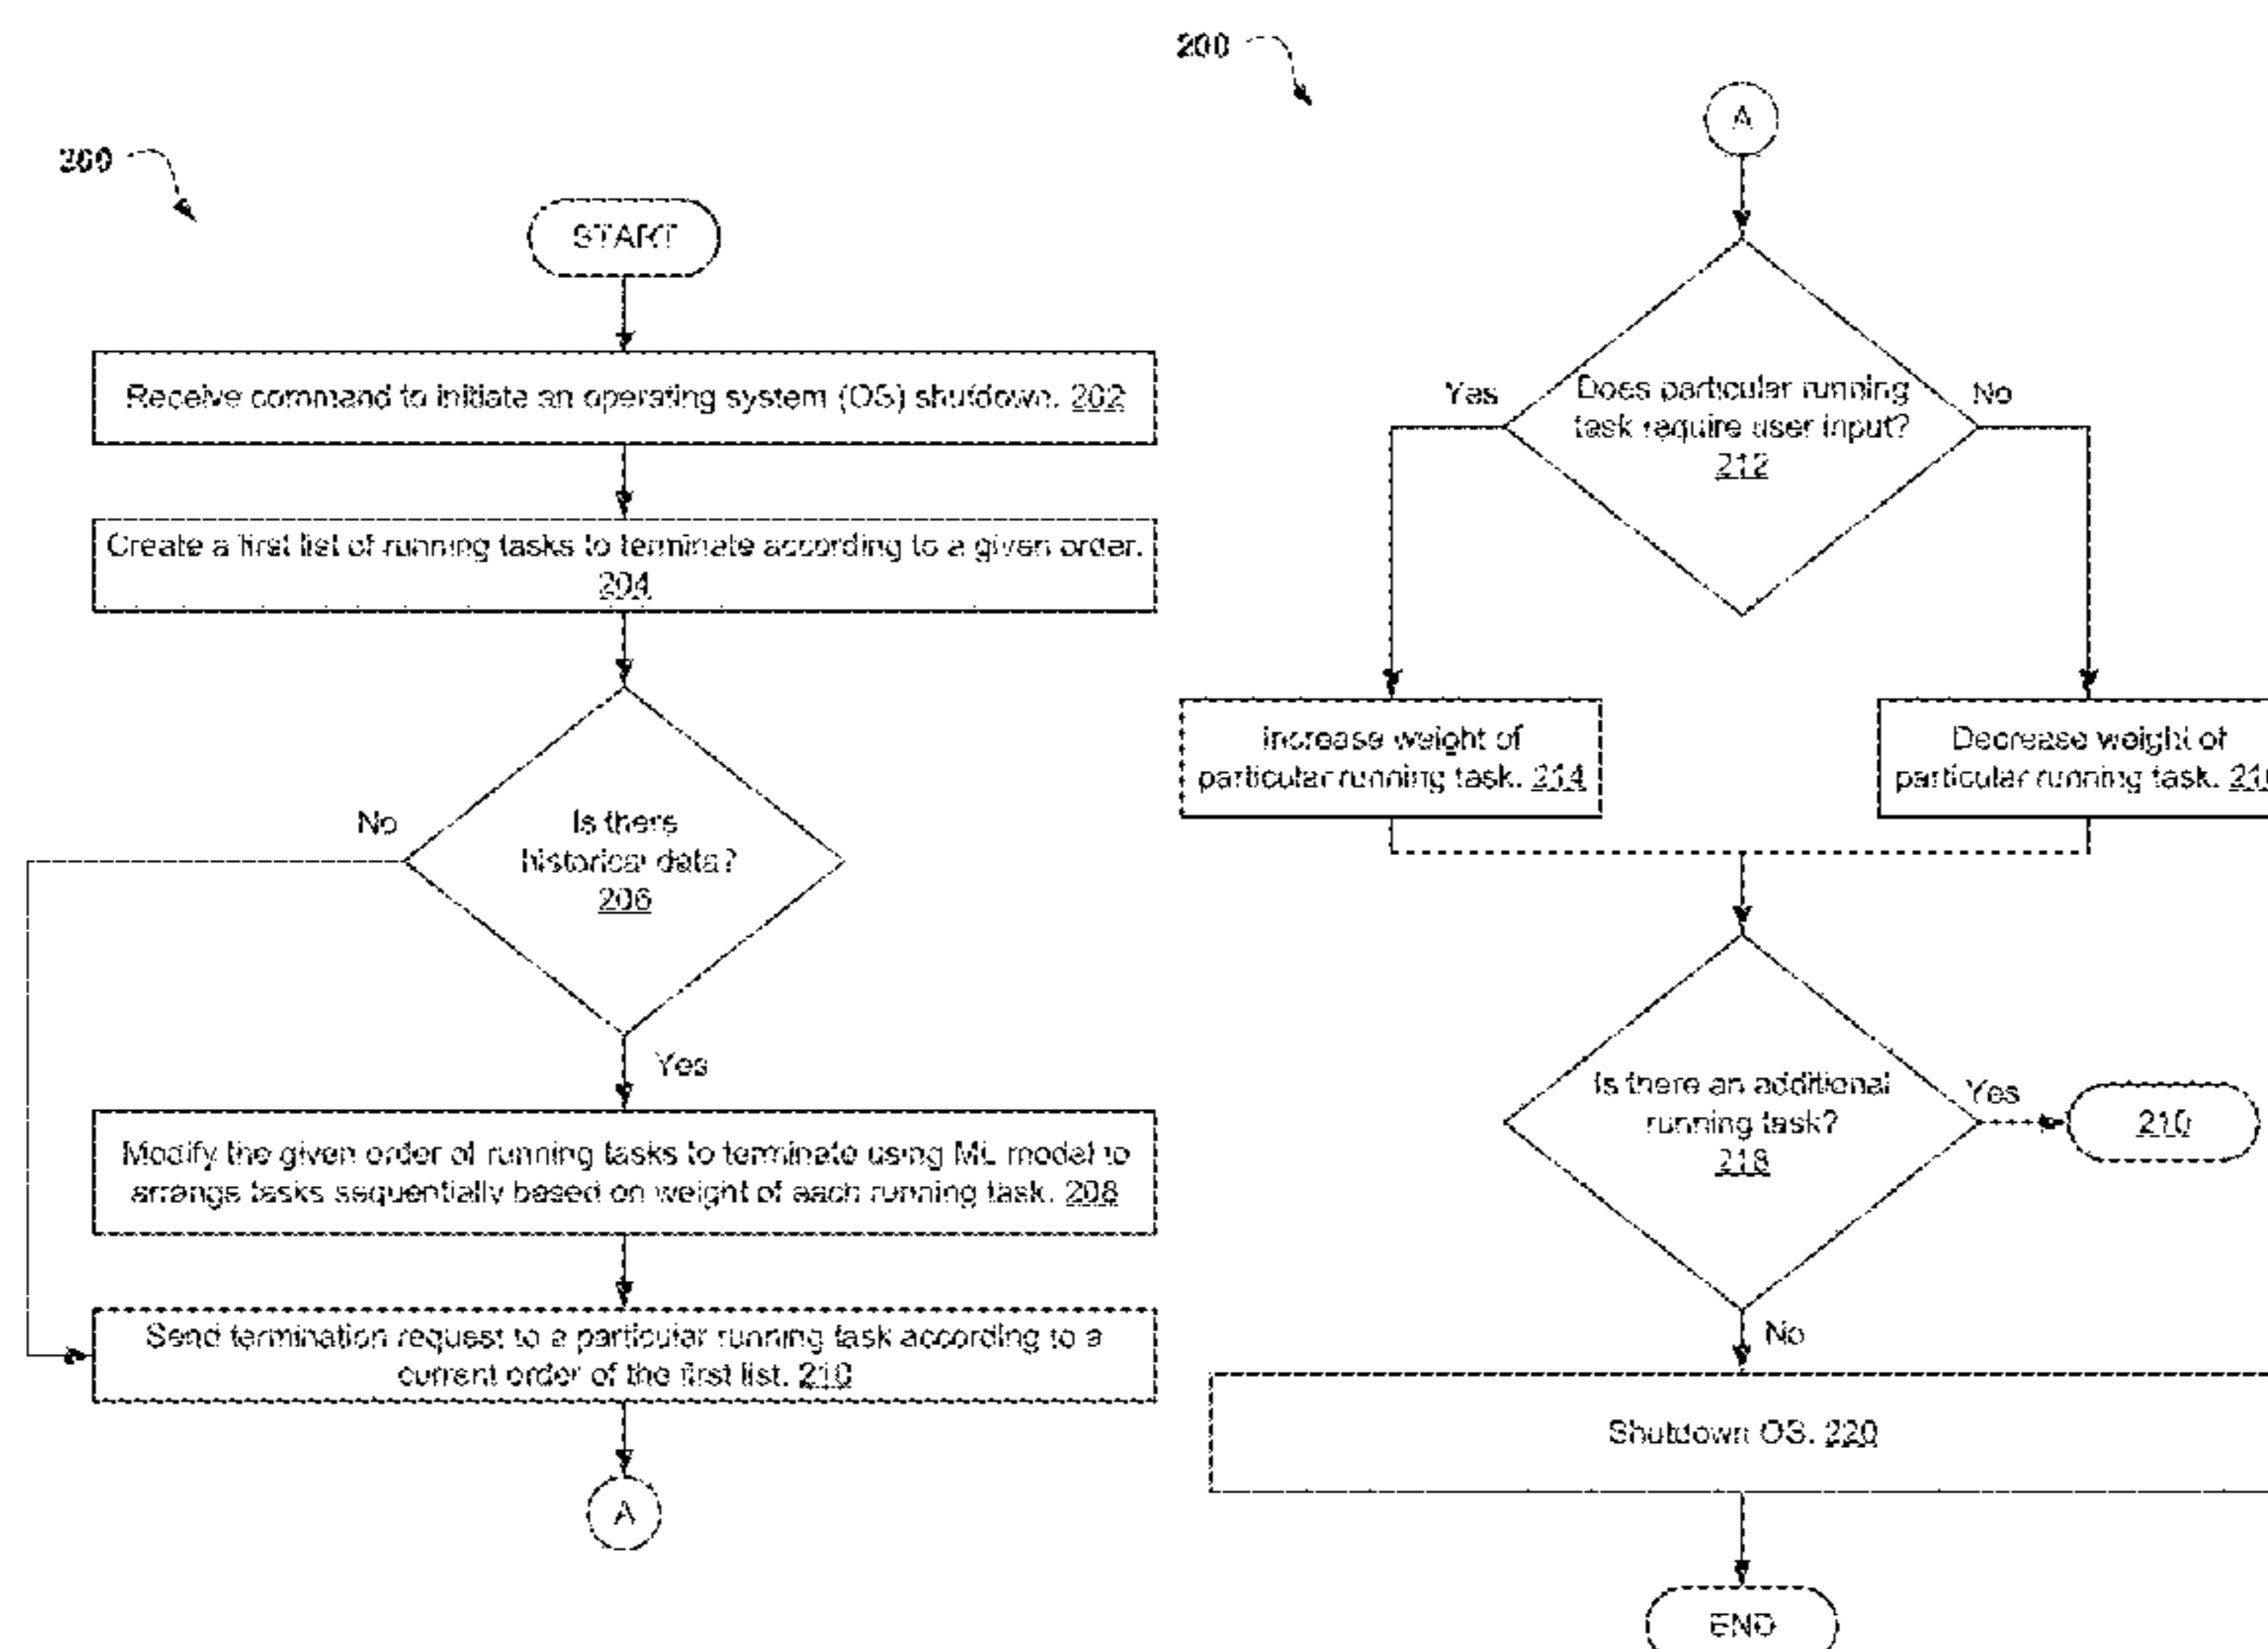 200
START
Receive command to initiate an operating system (OS) shutdown. 202
Create a first list of running tasks to terminate according to a given order.
204
No
Is there
historical data?
206
Yes
Modify the given order of running tasks to terminate using ML model to
arrange tasks sequentially based on weight of each running task. 208
Send termination request to a particular running task according to a
current order of the first list. 210
A
200
A
Yes
Does particular running
task require user input?
212
No
Increase weight of
particular running task. 214
Decrease weight of
particular running task.
Is there an additional
running task?
218
Yes
210
No
Shutdown OS. 220
END